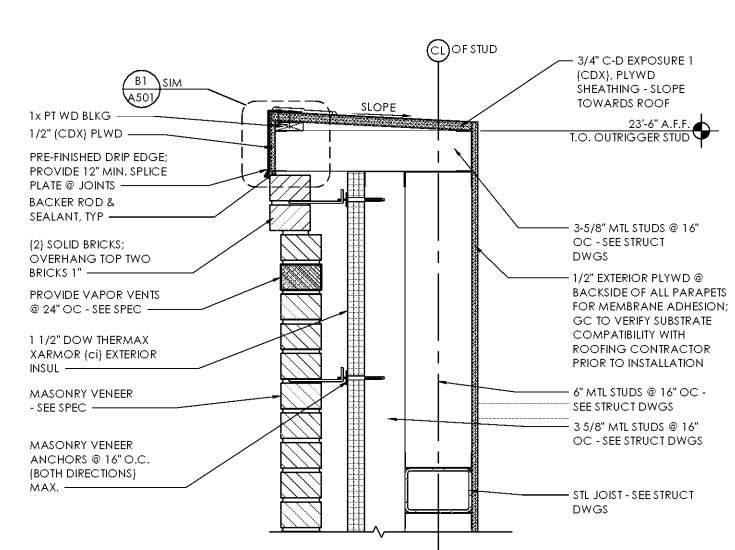 CL OF STUD
B1
A501
SIM
SLOPE
1x PT WD BLKG
1/2" (CDX) PLWD
PRE-FINISHED DRIP EDGE;
PROVIDE 12" MIN. SPLICE
PLATE @ JOINTS
BACKER ROD &
SEALANT, TYP
(2) SOLID BRICKS;
OVERHANG TOP TWO
BRICKS 1"
PROVIDE VAPOR VENTS
@ 24" OC - SEE SPEC
1 1/2" DOW THERMAX
XARMOR (ci) EXTERIOR
INSUL
MASONRY VENEER
- SEE SPEC
MASONRY VENEER
ANCHORS @ 16" O.C.
(BOTH DIRECTIONS)
MAX.
3/4" C-D EXPOSURE 1
(CDX), PLYWD
SHEATHING - SLOPE
TOWARDS ROOF
23'-6" A.F.F.
T.O. OUTRIGGER STUD
3-5/8" MTL STUDS @ 16"
OC - SEE STRUCT
DWGS
1/2" EXTERIOR PLYWD @
BACKSIDE OF ALL PARAPETS
FOR MEMBRANE ADHESION;
GC TO VERIFY SUBSTRATE
COMPATIBILITY WITH
ROOFING CONTRACTOR
PRIOR TO INSTALLATION
6" MTL STUDS @ 16" OC -
SEE STRUCT DWGS
3 5/8" MTL STUDS @ 16"
OC - SEE STRUCT DWGS
STL JOIST - SEE STRUCT
DWGS